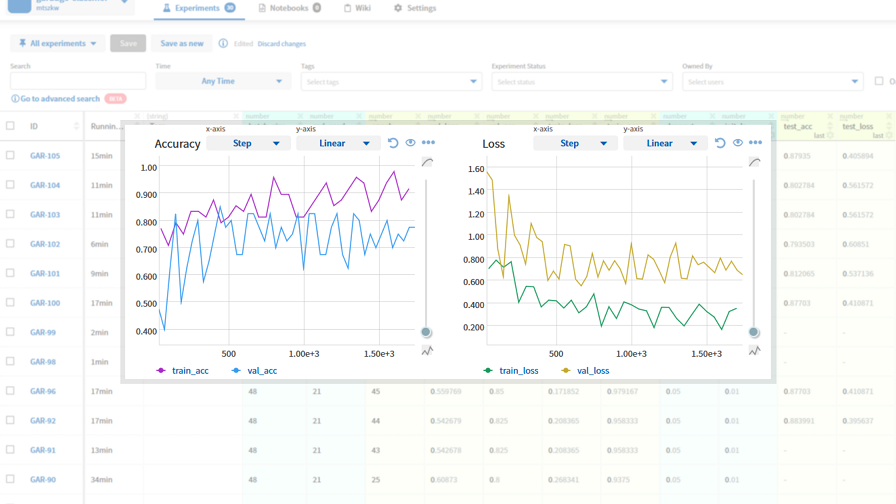 mtszkw
Experiments
Notebooks 0
Wiki
Settings
All experiments
Save
Save as new
Edited Discard changes
Search
Time
Any Time
Tags
Select tags
Experiment Status
Select status
Owned By
Select users
Go to advanced search BETA
ID
Runnin...
test_acc
last
test_loss
last
Accuracy
x-axis
Step
y-axis
Linear
1.00
0.900
0.800
0.700
0.600
0.500
0.400
500
1.00e+3
1.50e+3
train_acc
val_acc
Loss
x-axis
Step
y-axis
Linear
1.60
1.40
1.20
1.00
0.800
0.600
0.400
0.200
500
1.00e+3
1.50e+3
train_loss
val_loss
GAR-105 15min 0.87935 0.405894
GAR-104 11min 0.802784 0.561572
GAR-103 11min 0.802784 0.561572
GAR-102 6min 0.793503 0.60851
GAR-101 9min 0.812065 0.537136
GAR-100 17min 0.87703 0.410871
GAR-99 2min - -
GAR-98 1min - -
GAR-96 17min 48 21 45 0.559769 0.85 0.171852 0.979167 0.05 0.01 0.87703 0.410871
GAR-92 17min 48 21 44 0.542679 0.825 0.208365 0.958333 0.05 0.01 0.883991 0.395637
GAR-91 13min 48 21 43 0.542679 0.825 0.208365 0.958333 0.05 0.01 - -
GAR-90 34min 48 21 25 0.60873 0.8 0.268341 0.9375 0.05 0.01 - -